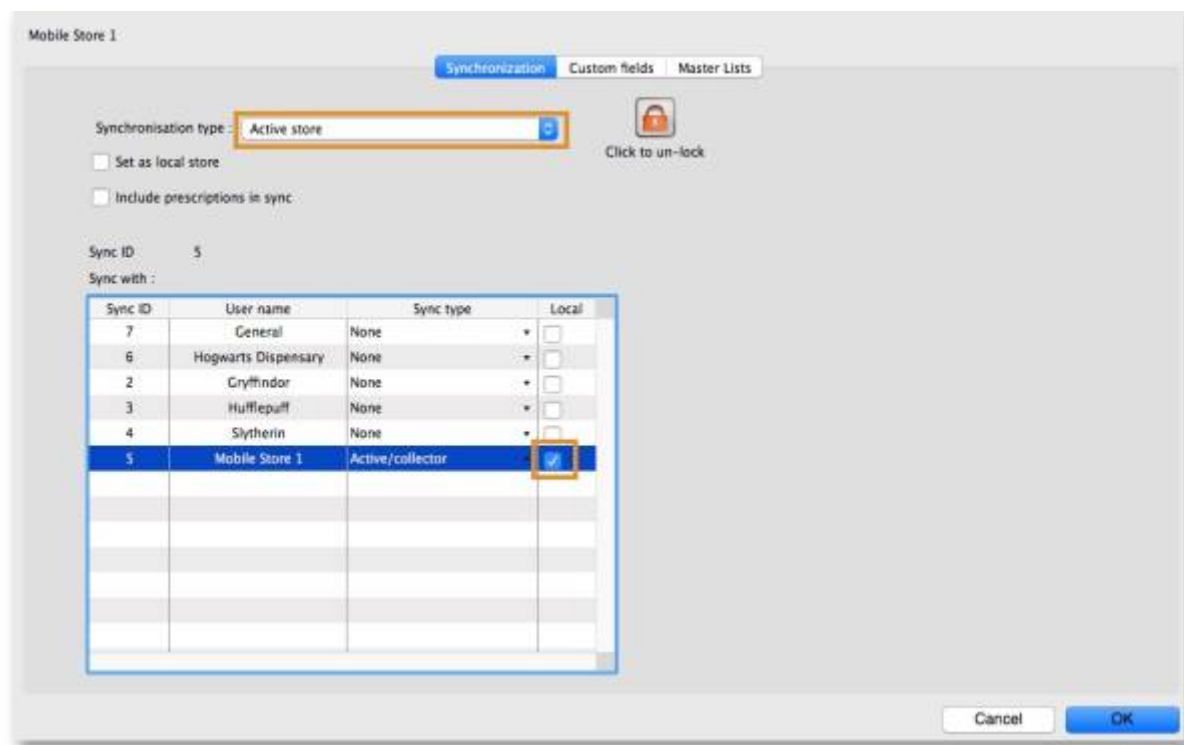 Mobile Store 1
Synchronization Custom fields Master Lists
Synchronisation type : Active store
Click to un-lock
Set as local store
Include prescriptions in sync
Sync ID 5
Sync with :
Sync ID User name Sync type Local
7 General None
6 Hogwarts Dispensary None
2 Gryffindor None
3 Hufflepuff None
4 Slytherin None
5 Mobile Store 1 Active/collector
Cancel OK